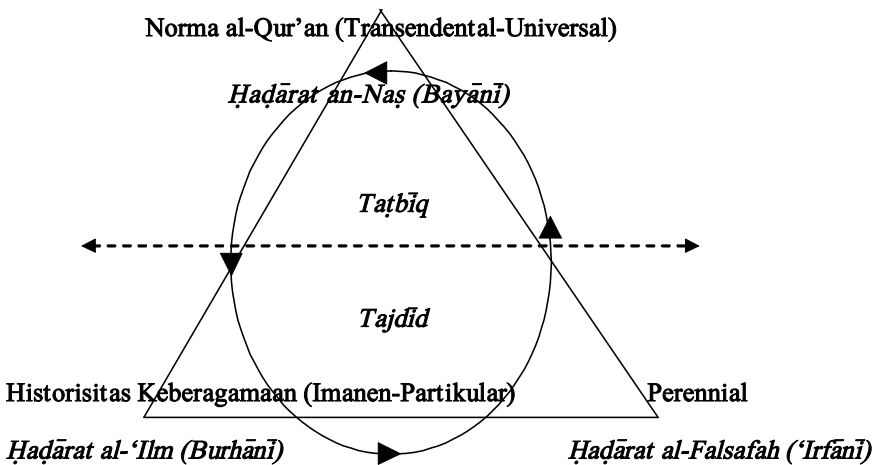 Norma al-Qur’an (Transendental-Universal)
Ḥaḍārat an-Naṣ (Bayānī)
Taṭbīq
Tajdīd
Historisitas Keberagamaan (Imanen-Partikular) Perennial
Ḥaḍārat al-‘Ilm (Burhānī) Ḥaḍārat al-Falsafah (‘Irfānī)